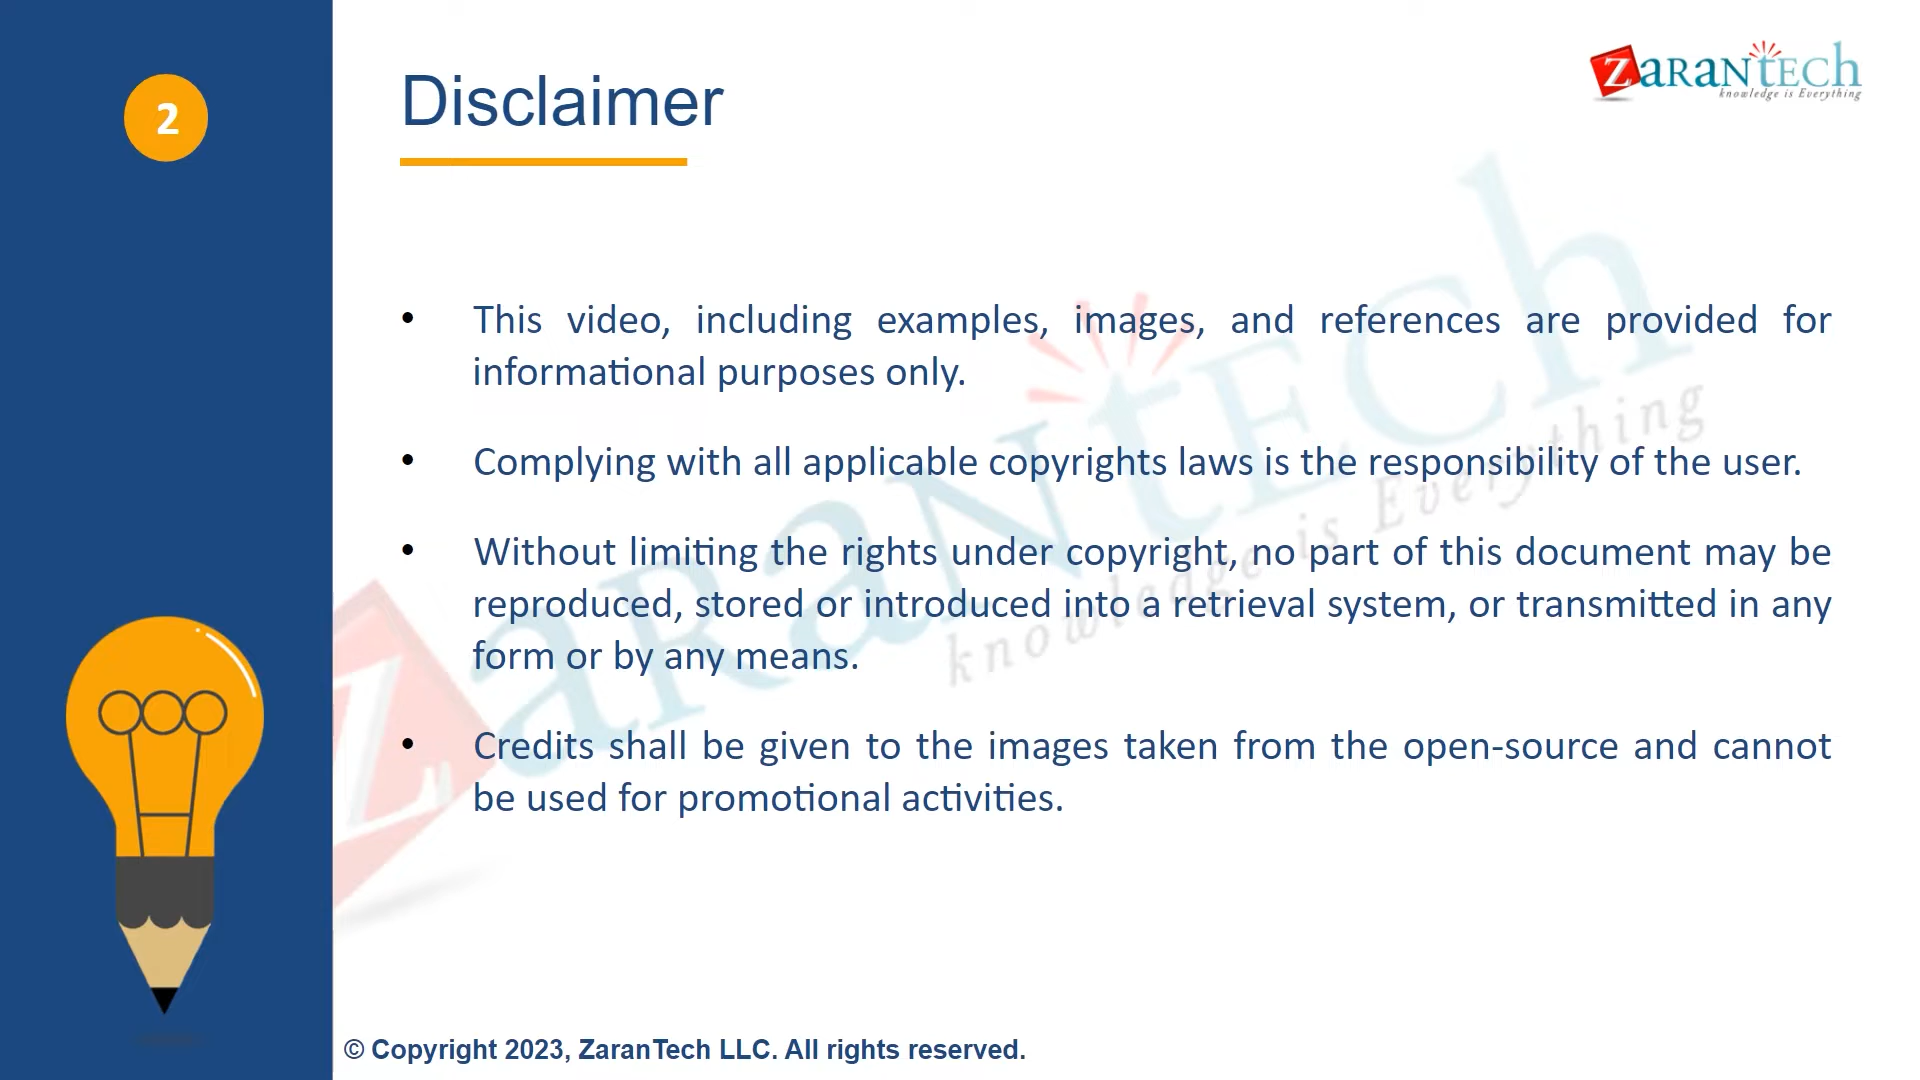 2
Disclaimer
ZaranTech
knowledge is Everything
• This video, including examples, images, and references are provided for
informational purposes only.
• Complying with all applicable copyrights laws is the responsibility of the user.
• Without limiting the rights under copyright, no part of this document may be
reproduced, stored or introduced into a retrieval system, or transmitted in any
form or by any means.
• Credits shall be given to the images taken from the open-source and cannot
be used for promotional activities.
ZaranTech
knowledge is Everything
© Copyright 2023, ZaranTech LLC. All rights reserved.